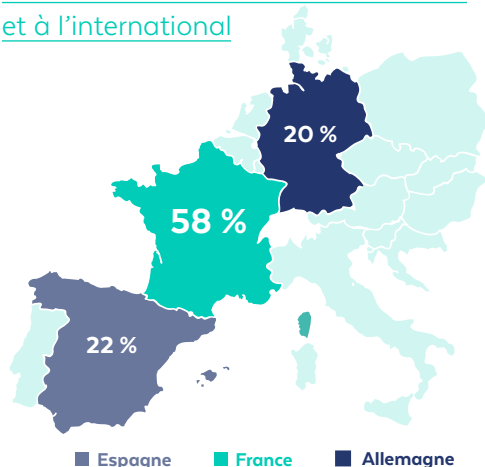 et à l’international
20 %
58 %
22 %
Espagne France Allemagne